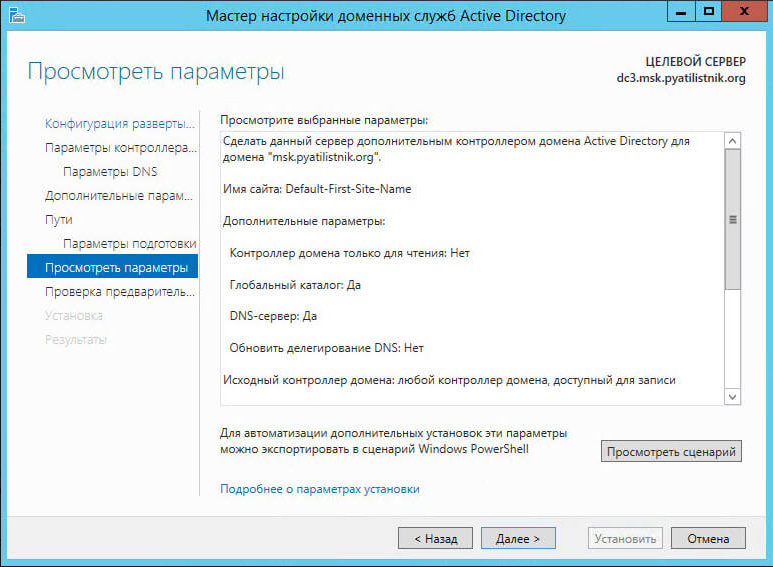 Мастер настройки доменных служб Active Directory
Просмотреть параметры
ЦЕЛЕВОЙ СЕРВЕР
dc3.msk.pyatilistnik.org
Конфигурация разверты...
Параметры контроллера...
Параметры DNS
Дополнительные парам...
Пути
Параметры подготовки
Просмотреть параметры
Проверка предваритель...
Установка
Результаты
Просмотрите выбранные параметры:
Сделать данный сервер дополнительным контроллером домена Active Directory для
домена "msk.pyatilistnik.org".
Имя сайта: Default-First-Site-Name
Дополнительные параметры:
Контроллер домена только для чтения: Нет
Глобальный каталог: Да
DNS-сервер: Да
Обновить делегирование DNS: Нет
Исходный контроллер домена: любой контроллер домена, доступный для записи
Для автоматизации дополнительных установок эти параметры
можно экспортировать в сценарий Windows PowerShell
Просмотреть сценарий
Подробнее о параметрах установки
< Назад
Далее >
Установить
Отмена